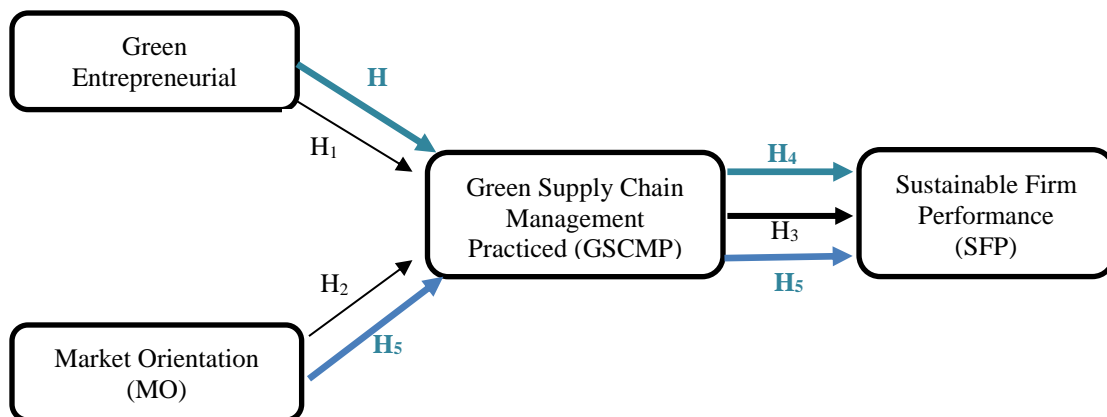 Green
Entrepreneurial
H
H₁
Green Supply Chain
Management
Practiced (GSCMP)
H₄
H₃
H₅
Sustainable Firm
Performance
(SFP)
H₂
H₅
Market Orientation
(MO)